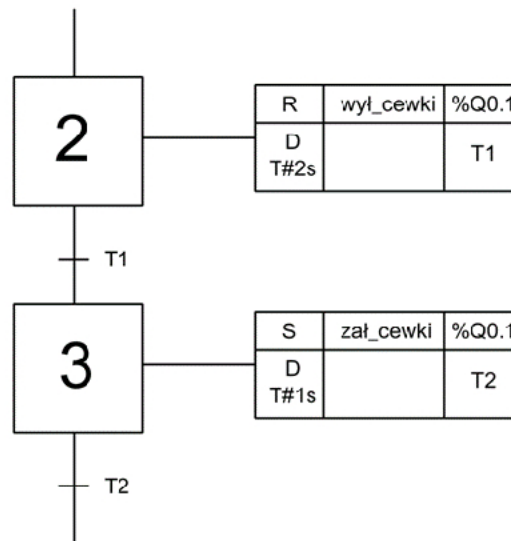 2
R wył_cewki %Q0.1
D
T#2s
T1
T1
3
S zał_cewki %Q0.1
D
T#1s
T2
T2